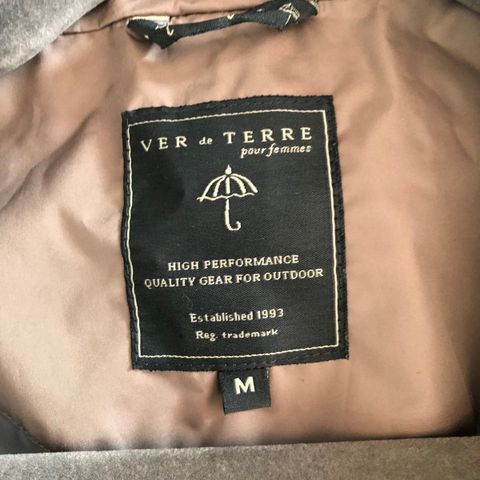 VER de TERRE
pour femmes
HIGH PERFORMANCE
QUALITY GEAR FOR OUTDOOR
Established 1993
Reg. trademark
M